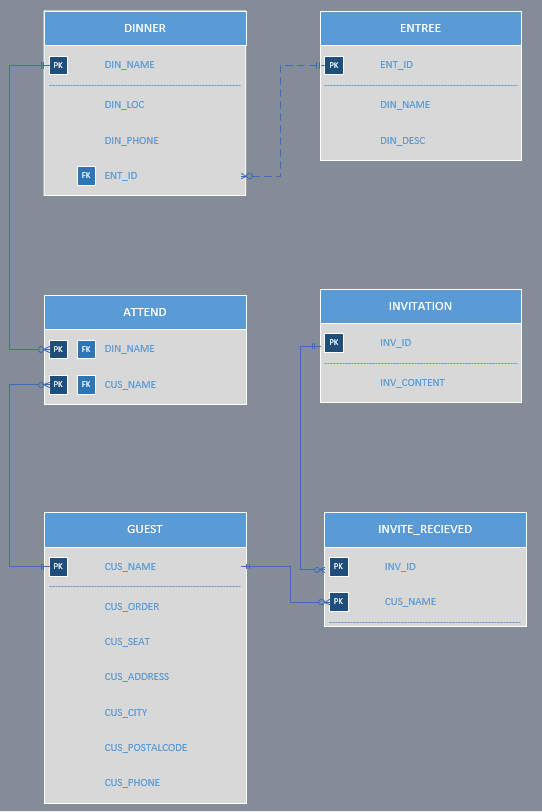 DINNER
PK DIN_NAME
DIN_LOC
DIN_PHONE
FK ENT_ID
ENTREE
PK ENT_ID
DIN_NAME
DIN_DESC
ATTEND
PK FK DIN_NAME
PK FK CUS_NAME
INVITATION
PK INV_ID
INV_CONTENT
GUEST
PK CUS_NAME
CUS_ORDER
CUS_SEAT
CUS_ADDRESS
CUS_CITY
CUS_POSTALCODE
CUS_PHONE
INVITE_RECIEVED
PK INV_ID
PK CUS_NAME